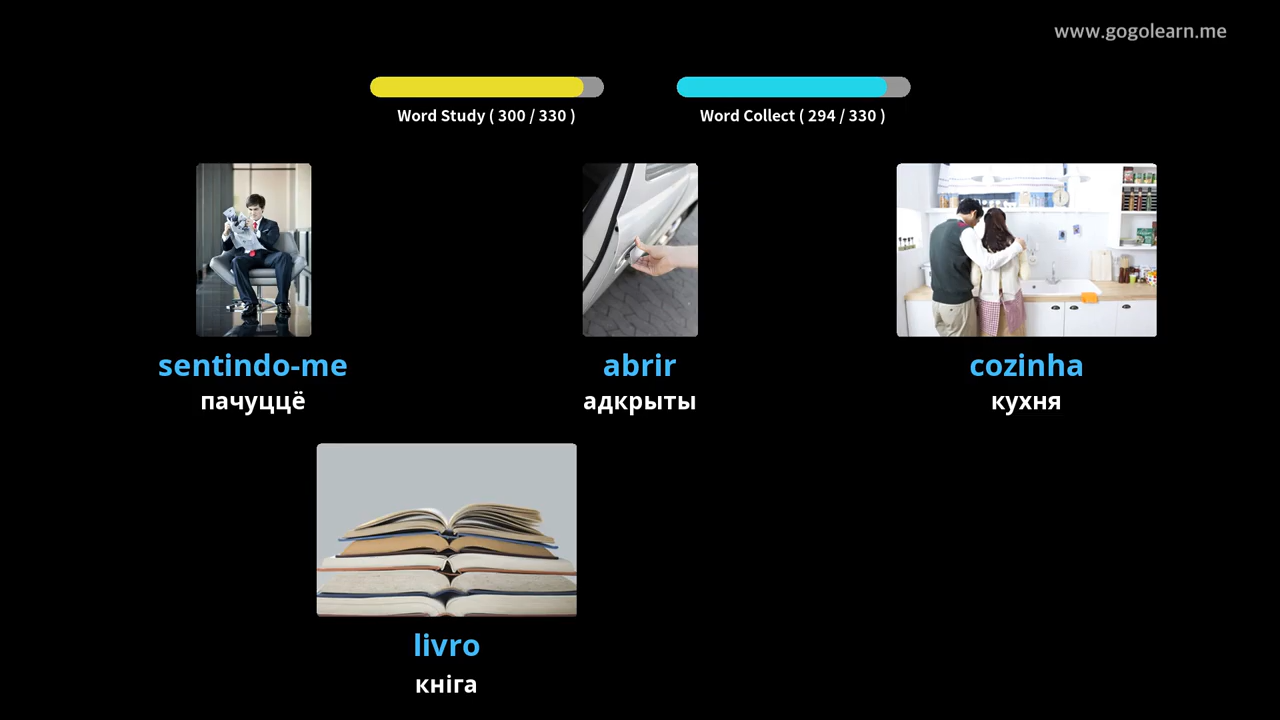 www.gogolearn.me
Word Study ( 300 / 330 )
Word Collect ( 294 / 330 )
sentindo-me
пачуццё
abrir
адкрыты
cozinha
кухня
livro
кніга